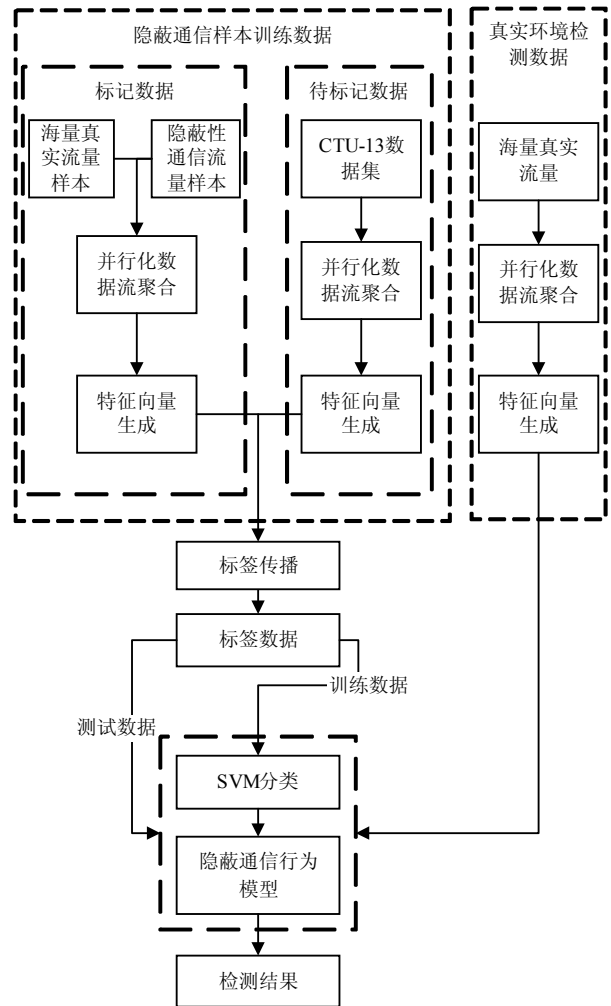 隐蔽通信样本训练数据
真实环境检
测数据
标记数据
待标记数据
海量真
实流量
样本
隐蔽性
通信流
量样本
CTU-13数
据集
海量真实
流量
并行化数
据流聚合
并行化数
据流聚合
并行化数
据流聚合
特征向量
生成
特征向量
生成
特征向量
生成
标签传播
标签数据
训练数据
测试数据
SVM分类
隐蔽通信行为
模型
检测结果